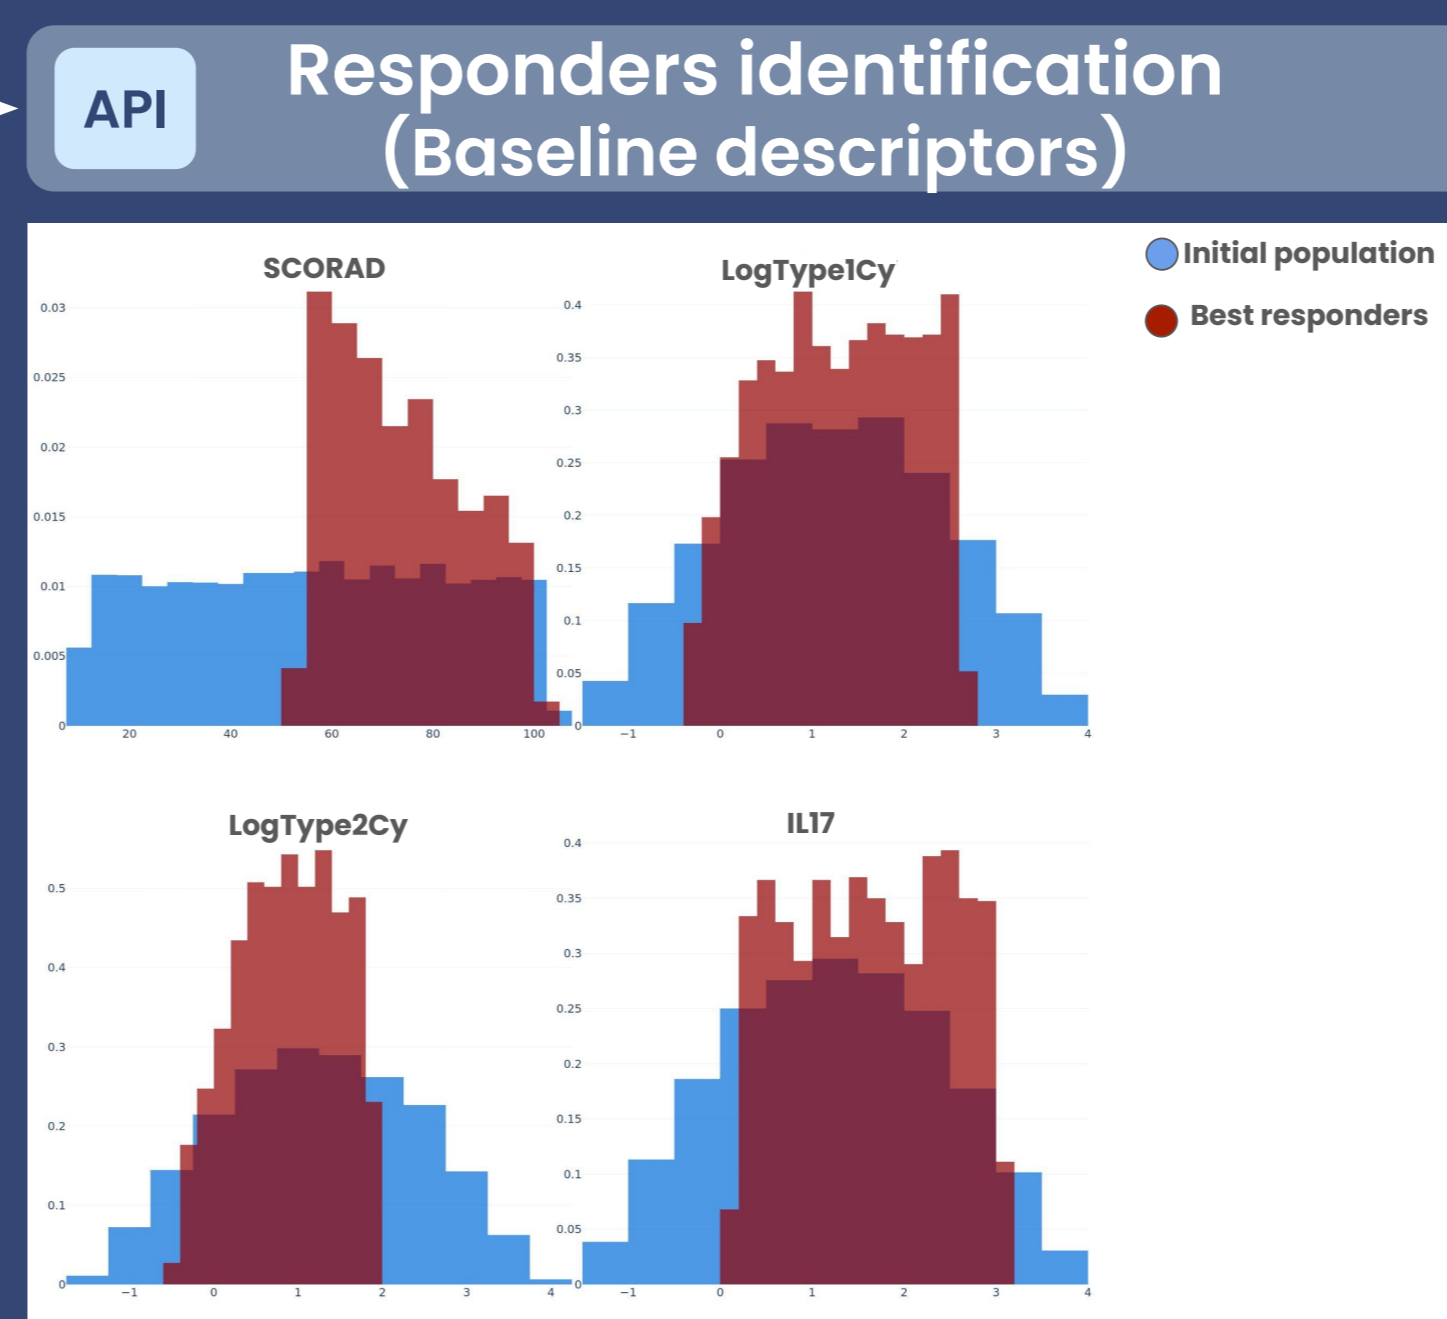 API
Responders identification
(Baseline descriptors)
Initial population
Best responders
SCORAD
0.03
0.025
0.02
0.015
0.01
0.005
0
20 40 60 80 100
LogType1Cy
0.4
0.35
0.3
0.25
0.2
0.15
0.1
0.05
0
−1 0 1 2 3 4
LogType2Cy
0.5
0.4
0.3
0.2
0.1
0
−1 0 1 2 3 4
IL17
0.4
0.35
0.3
0.25
0.2
0.15
0.1
0.05
0
−1 0 1 2 3 4